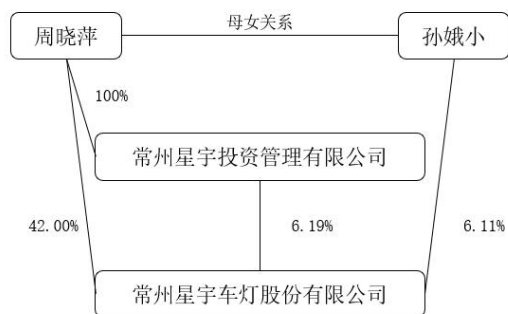 周晓萍
母女关系
孙娥小
100%
常州星宇投资管理有限公司
42.00%
6.19%
6.11%
常州星宇车灯股份有限公司